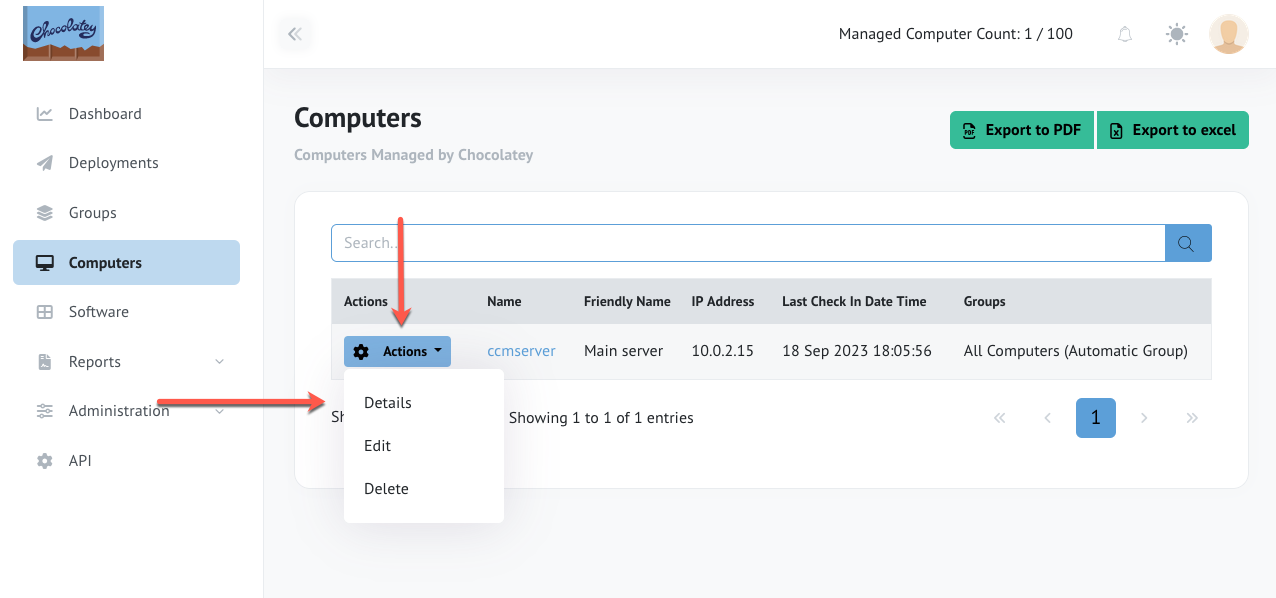 Chocolatey
Managed Computer Count: 1 / 100
Dashboard
Deployments
Groups
Computers
Software
Reports
Administration
API
Computers
Computers Managed by Chocolatey
Export to PDF
Export to excel
Search...
Actions Name Friendly Name IP Address Last Check In Date Time Groups
Actions ccmserver Main server 10.0.2.15 18 Sep 2023 18:05:56 All Computers (Automatic Group)
Details
Edit
Delete
Showing 1 to 1 of 1 entries
« ‹ 1 › »